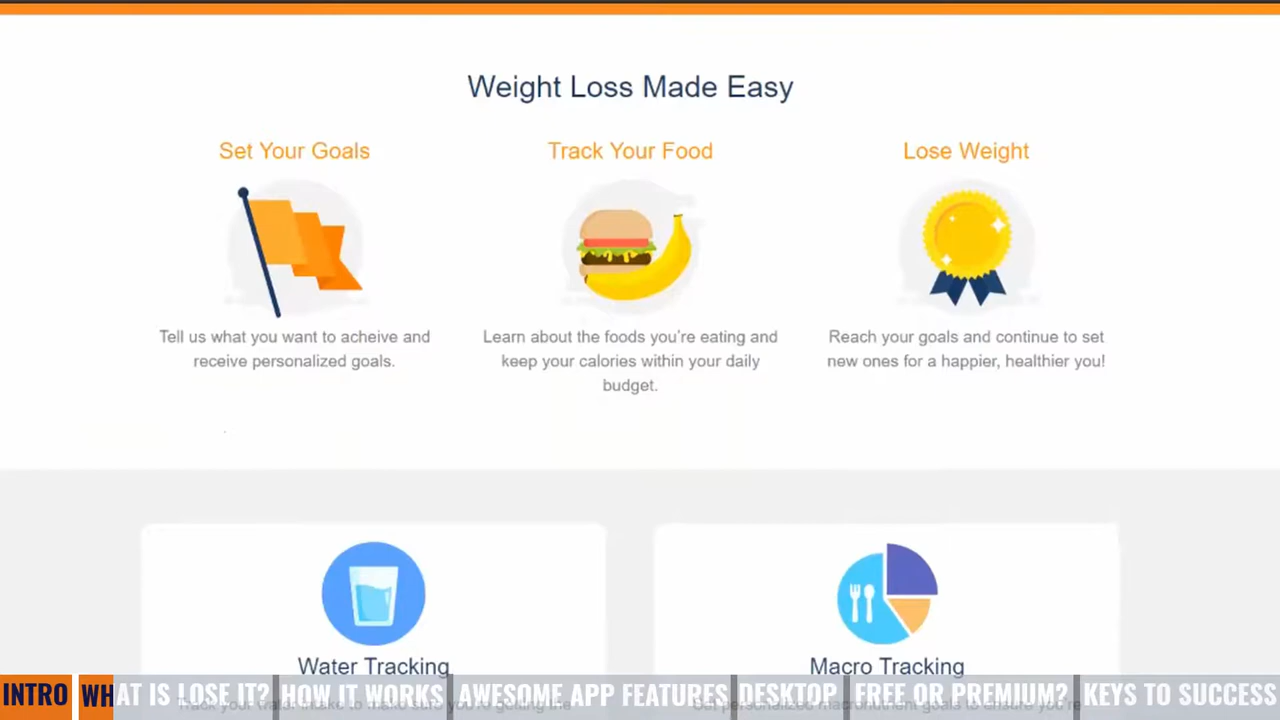 Weight Loss Made Easy
Set Your Goals
Track Your Food
Lose Weight
Tell us what you want to acheive and
receive personalized goals.
Learn about the foods you're eating and
keep your calories within your daily
budget.
Reach your goals and continue to set
new ones for a happier, healthier you!
Water Tracking
Macro Tracking
INTRO WHAT IS LOSE IT? HOW IT WORKS AWESOME APP FEATURES DESKTOP FREE OR PREMIUM? KEYS TO SUCCESS